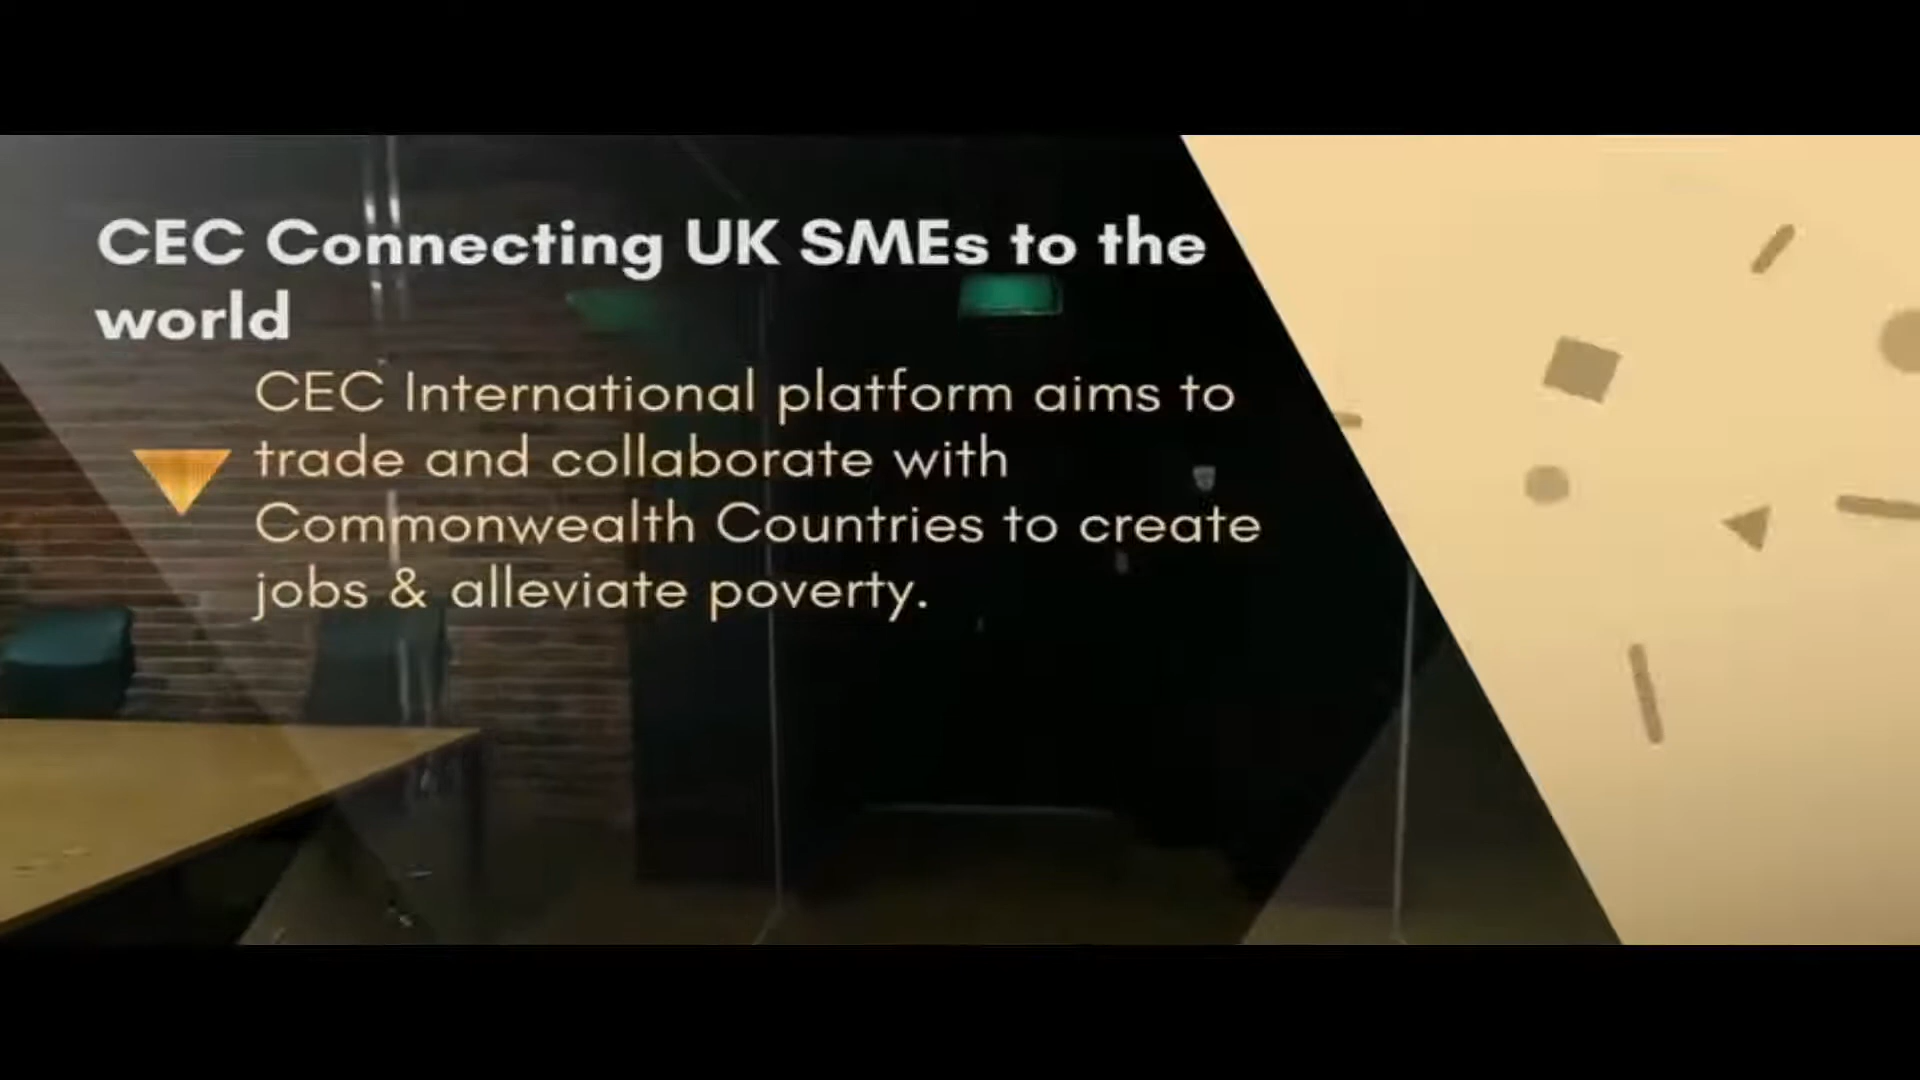 CEC Connecting UK SMEs to the
world
CEC International platform aims to
trade and collaborate with
Commonwealth Countries to create
jobs & alleviate poverty.